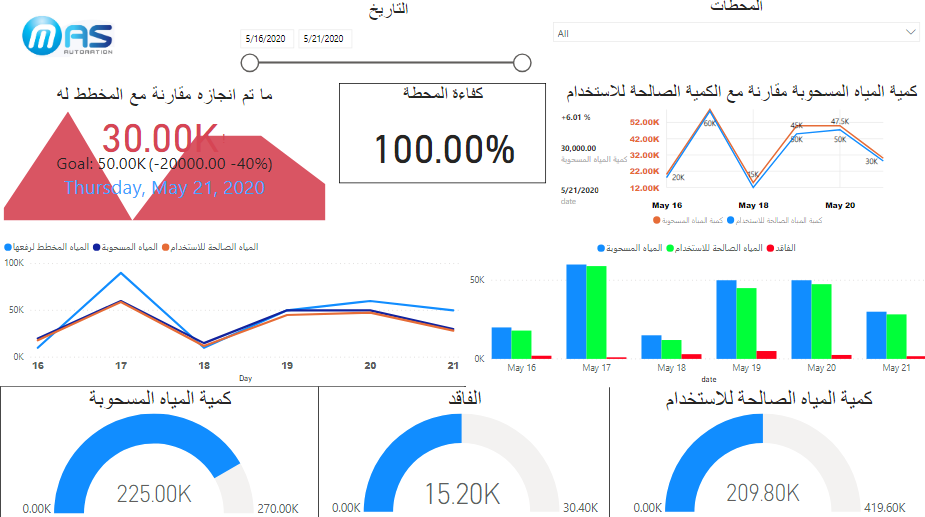 MAS
AUTOMATION
التاريخ
5/16/2020 5/21/2020
المحطات
All
ما تم انجازه مقارنة مع المخطط له
30.00K
Goal: 50.00K (-20000.00 -40%)
Thursday, May 21, 2020
كفاءة المحطة
100.00%
كمية المياه المسحوبة مقارنة مع الكمية الصالحة للاستخدام
+6.01 %
30,000.00
كمية المياه المسحوبة
5/21/2020
date
52.00K
42.00K
32.00K
22.00K
12.00K
20K
60K
15K
45K
50K
47.5K
50K
30K
May 16 May 18 May 20
كمية المياه المسحوبة كمية المياه الصالحة للاستخدام
المياه المخطط لرفعها المياه المسحوبة المياه الصالحة للاستخدام
100K
50K
0K
16 17 18 19 20 21
Day
المياه المسحوبة المياه الصالحة للاستخدام الفاقد
50K
0K
May 16 May 17 May 18 May 19 May 20 May 21
date
كمية المياه المسحوبة
225.00K
0.00K 270.00K
الفاقد
15.20K
0.00K 30.40K
كمية المياه الصالحة للاستخدام
209.80K
0.00K 419.60K